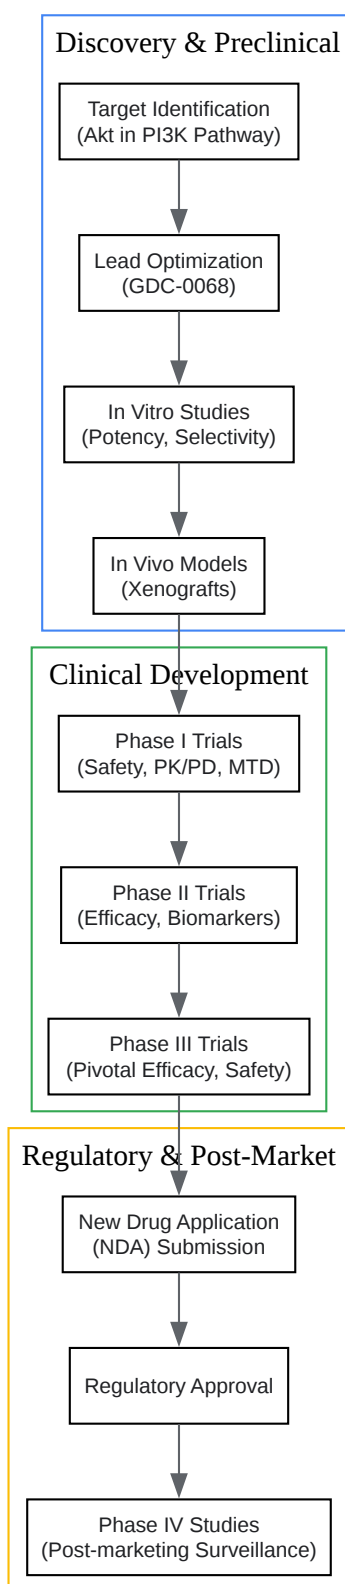 Discovery & Preclinical
Target Identification
(Akt in PI3K Pathway)
Lead Optimization
(GDC-0068)
In Vitro Studies
(Potency, Selectivity)
In Vivo Models
(Xenografts)
Clinical Development
Phase I Trials
(Safety, PK/PD, MTD)
Phase II Trials
(Efficacy, Biomarkers)
Phase III Trials
(Pivotal Efficacy, Safety)
Regulatory & Post-Market
New Drug Application
(NDA) Submission
Regulatory Approval
Phase IV Studies
(Post-marketing Surveillance)